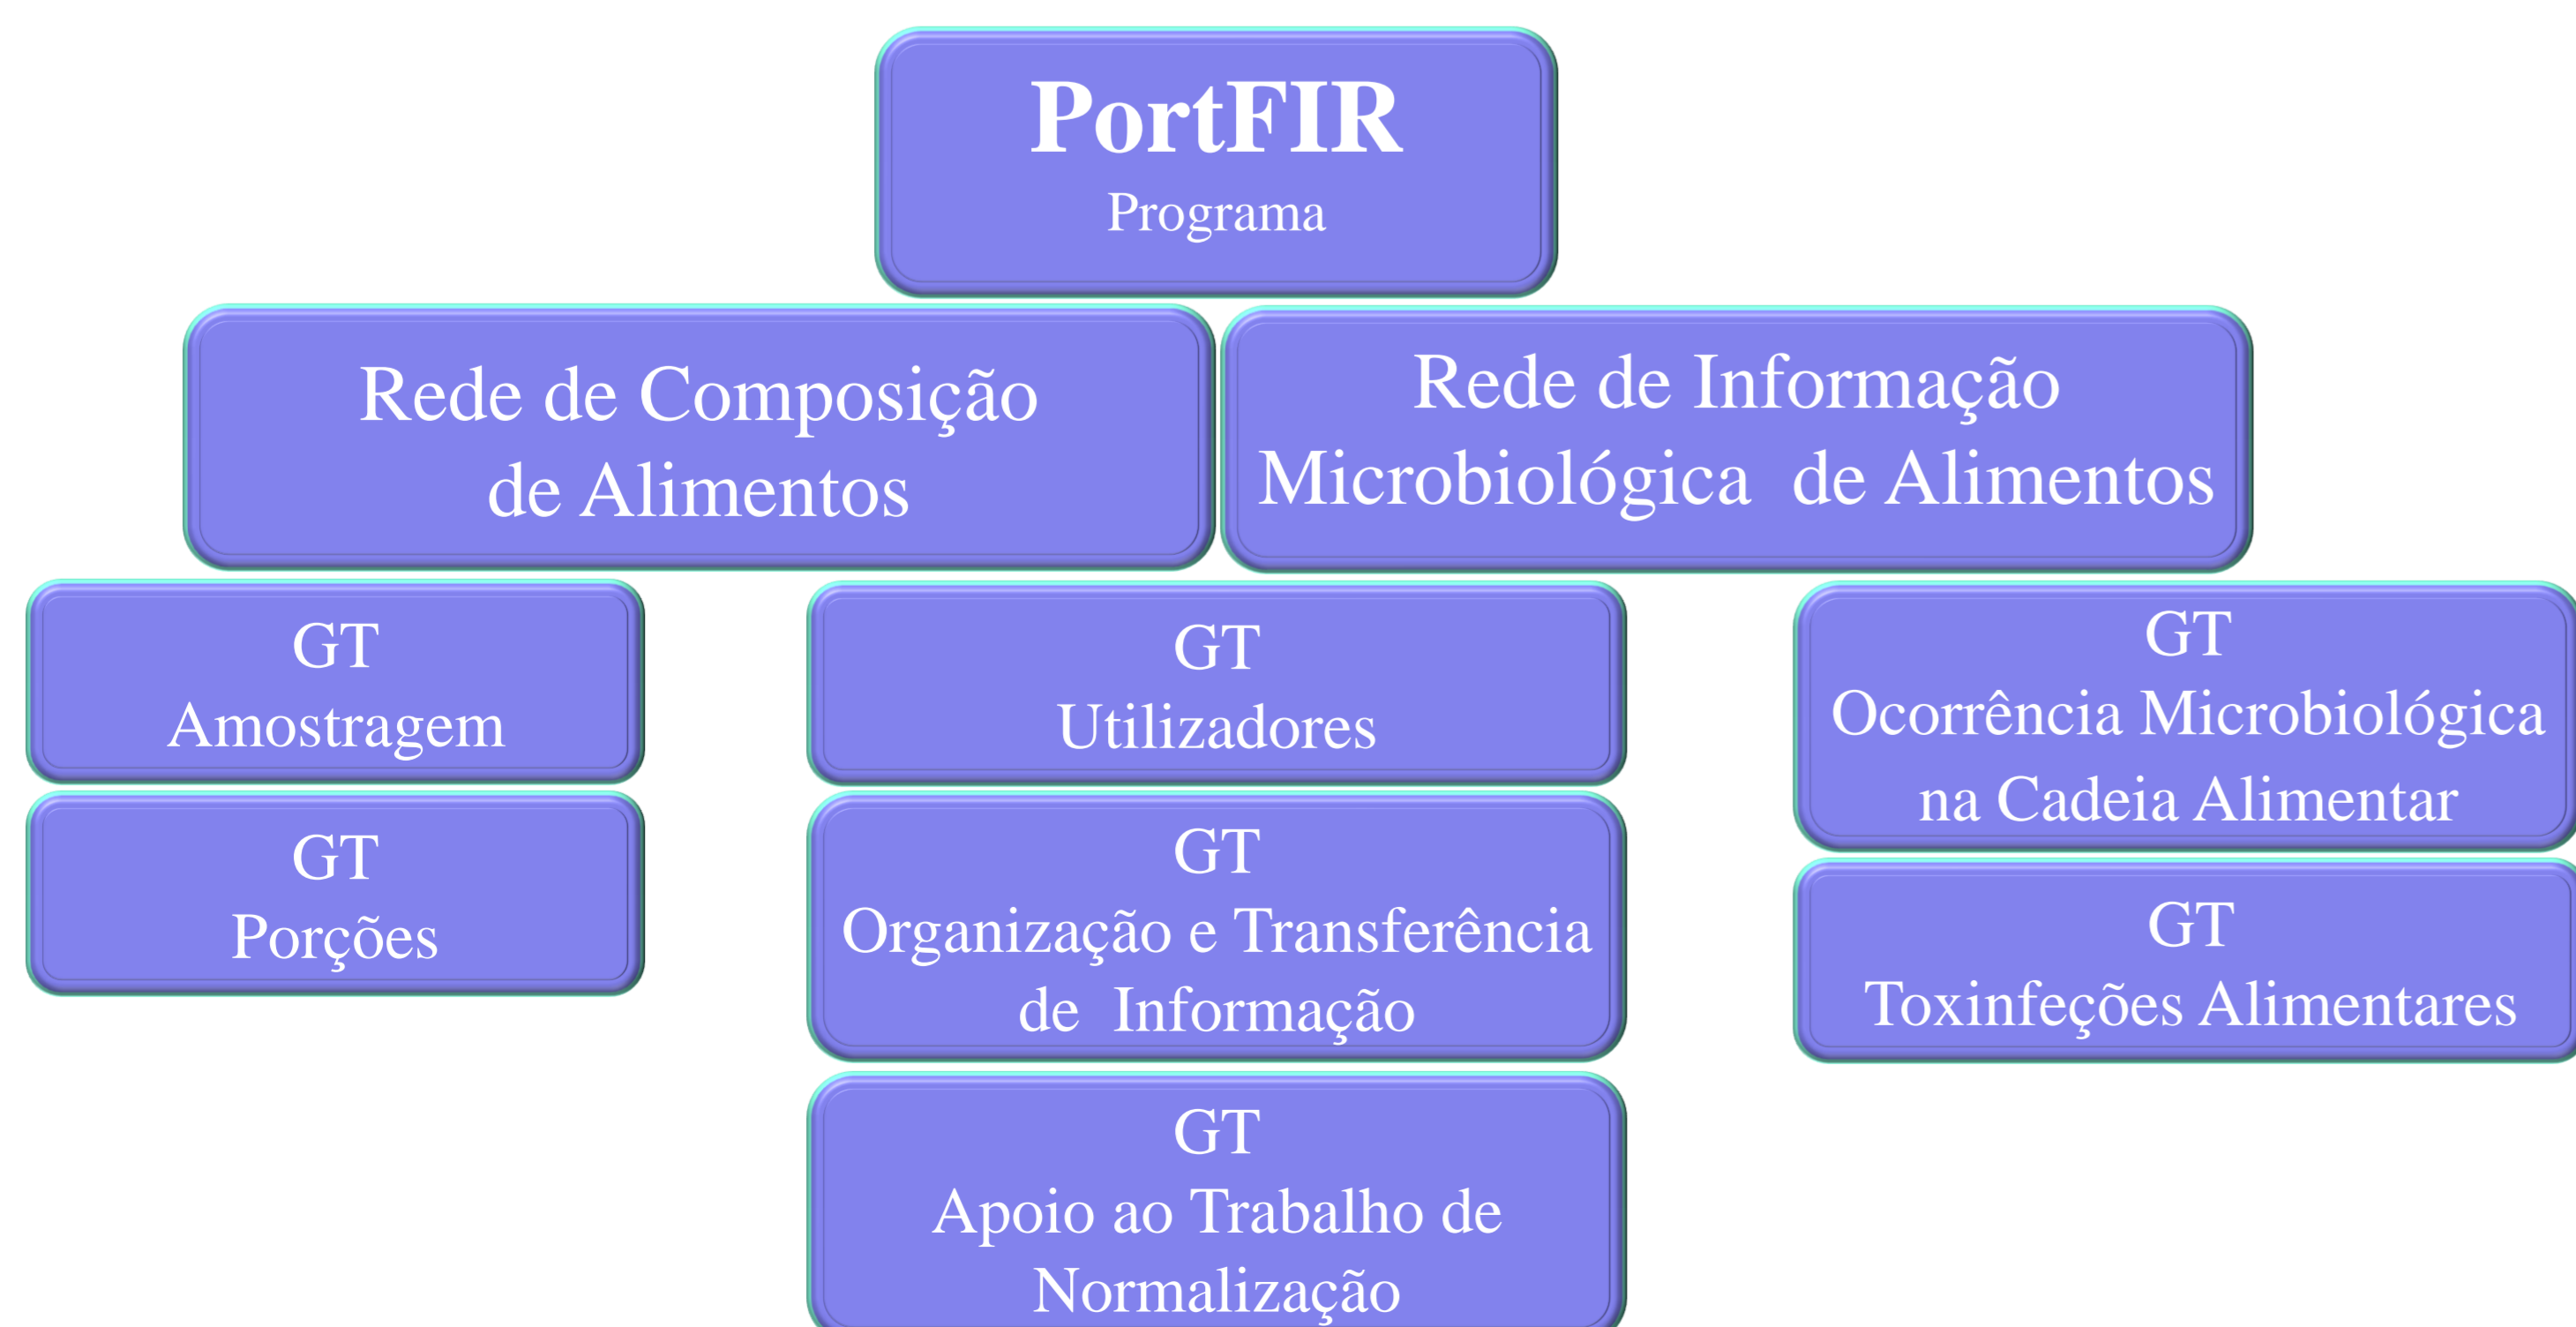 PortFIR
Programa
Rede de Composição
de Alimentos
Rede de Informação
Microbiológica  de Alimentos
GT
Amostragem
GT
Porções
GT
Utilizadores
GT
Organização e Transferência
de  Informação
GT
Apoio ao Trabalho de
Normalização
GT
Ocorrência Microbiológica
na Cadeia Alimentar
GT
Toxinfeções Alimentares